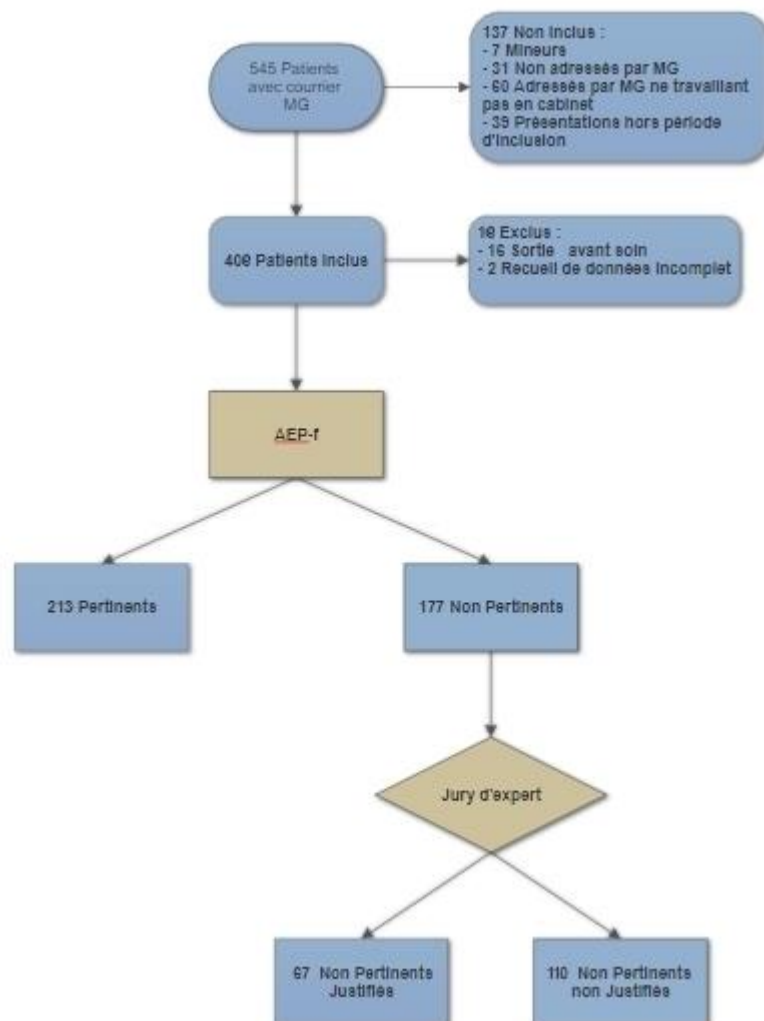 545 Patients
avec courrier
MG
137 Non Inclus :
- 7 Mineurs
- 31 Non adressés par MG
- 60 Adressés par MG ne travaillant
pas en cabinet
- 39 Présentations hors période
d'inclusion
408 Patients Inclus
18 Exclus :
- 16 Sortie avant soin
- 2 Recueil de données Incomplet
AEP-f
213 Pertinents
177 Non Pertinents
Jury d'expert
67 Non Pertinents
Justifiés
110 Non Pertinents
non Justifiés